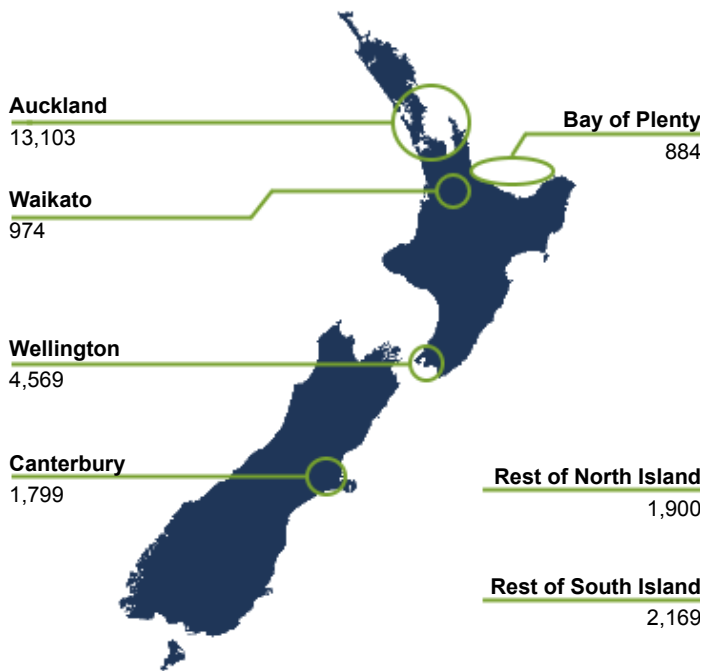 Auckland
13,103
Bay of Plenty
884
Waikato
974
Wellington
4,569
Canterbury
1,799
Rest of North Island
1,900
Rest of South Island
2,169